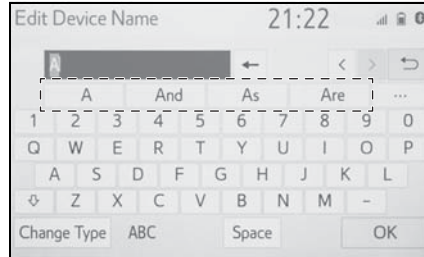 Edit Device Name 21:22
A
A And As Are ...
1 2 3 4 5 6 7 8 9 0
Q W E R T Y U I O P
A S D F G H J K L
Z X C V B N M -
Change Type ABC Space OK